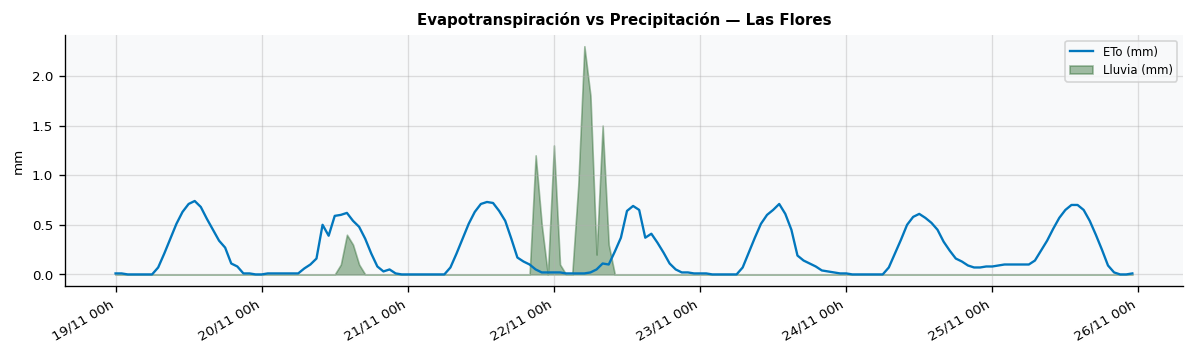 Evapotranspiración vs Precipitación — Las Flores
ETo (mm)
Lluvia (mm)
mm
2.0
1.5
1.0
0.5
0.0
19/11 00h
20/11 00h
21/11 00h
22/11 00h
23/11 00h
24/11 00h
25/11 00h
26/11 00h